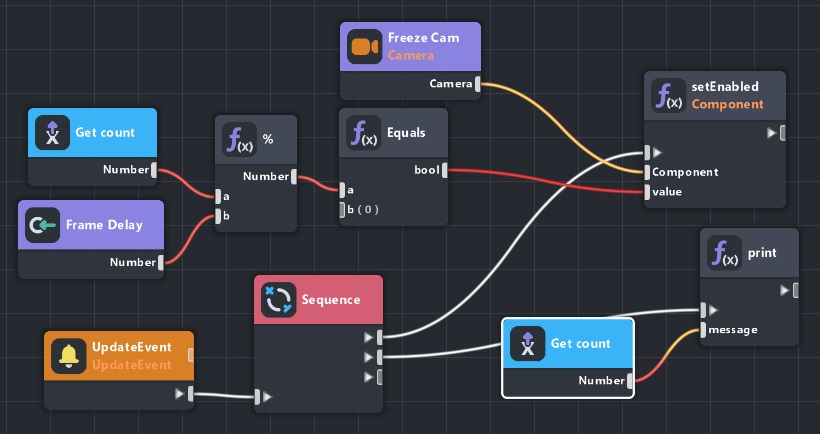 Freeze Cam
Camera
Camera
setEnabled
Component
Component
value
Get count
Number
f(x)
%
Number
a
b
f(x)
Equals
bool
a
b ( 0 )
f(x)
Frame Delay
Number
f(x)
print
message
Sequence
UpdateEvent
UpdateEvent
Get count
Number